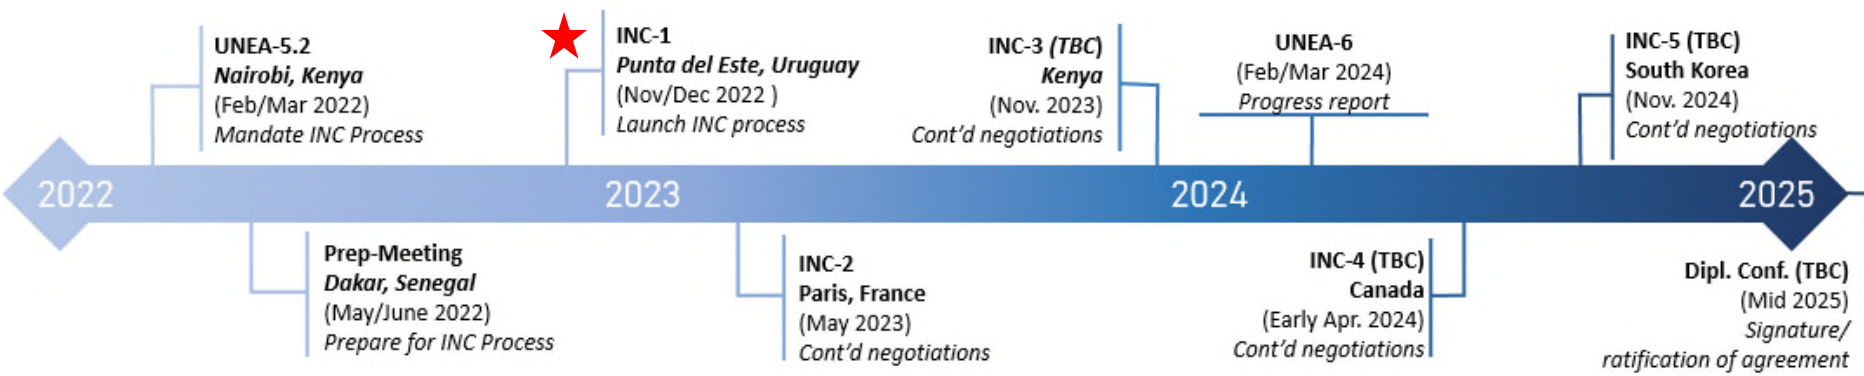 UNEA-5.2
Nairobi, Kenya
(Feb/Mar 2022)
Mandate INC Process
INC-1
Punta del Este, Uruguay
(Nov/Dec 2022 )
Launch INC process
INC-3 (TBC)
Kenya
(Nov. 2023)
Cont’d negotiations
UNEA-6
(Feb/Mar 2024)
Progress report
INC-5 (TBC)
South Korea
(Nov. 2024)
Cont’d negotiations
2022
2023
2024
2025
Prep-Meeting
Dakar, Senegal
(May/June 2022)
Prepare for INC Process
INC-2
Paris, France
(May 2023)
Cont’d negotiations
INC-4 (TBC)
Canada
(Early Apr. 2024)
Cont’d negotiations
Dipl. Conf. (TBC)
(Mid 2025)
Signature/
ratification of agreement